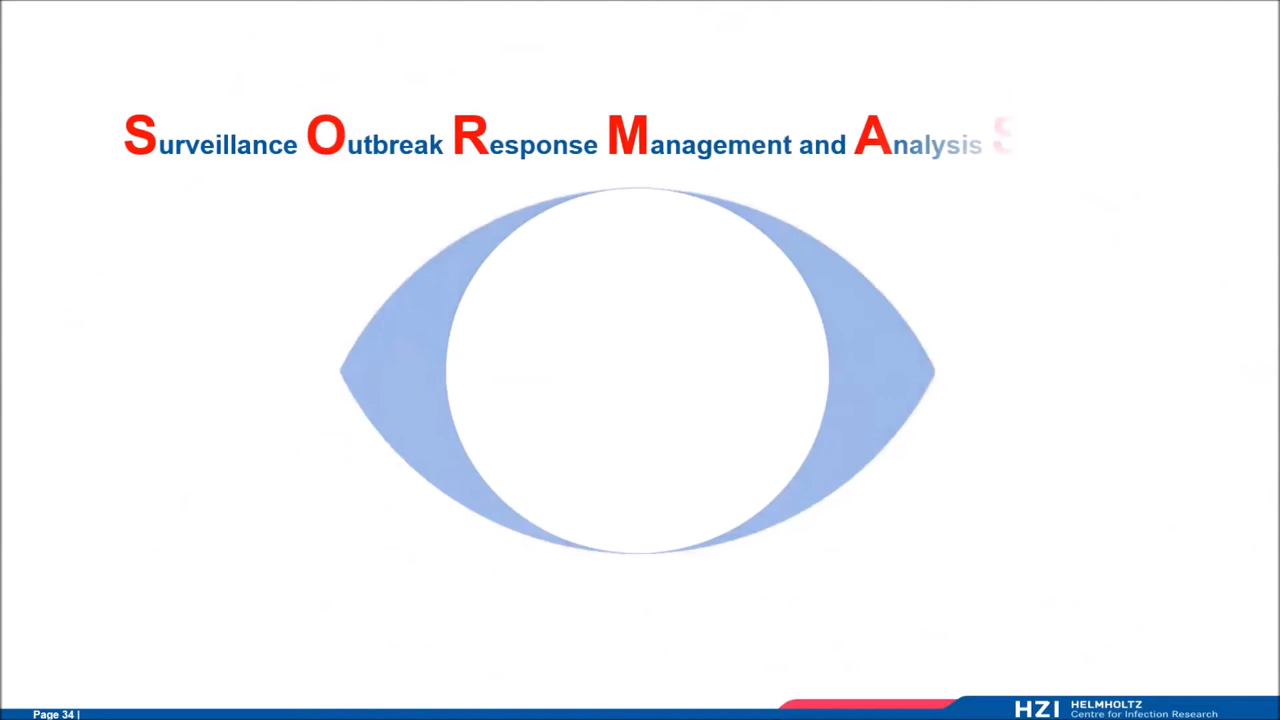 Surveillance Outbreak Response Management and Analysis S
Page 34 |
HZI HELMHOLTZ
Centre for Infection Research